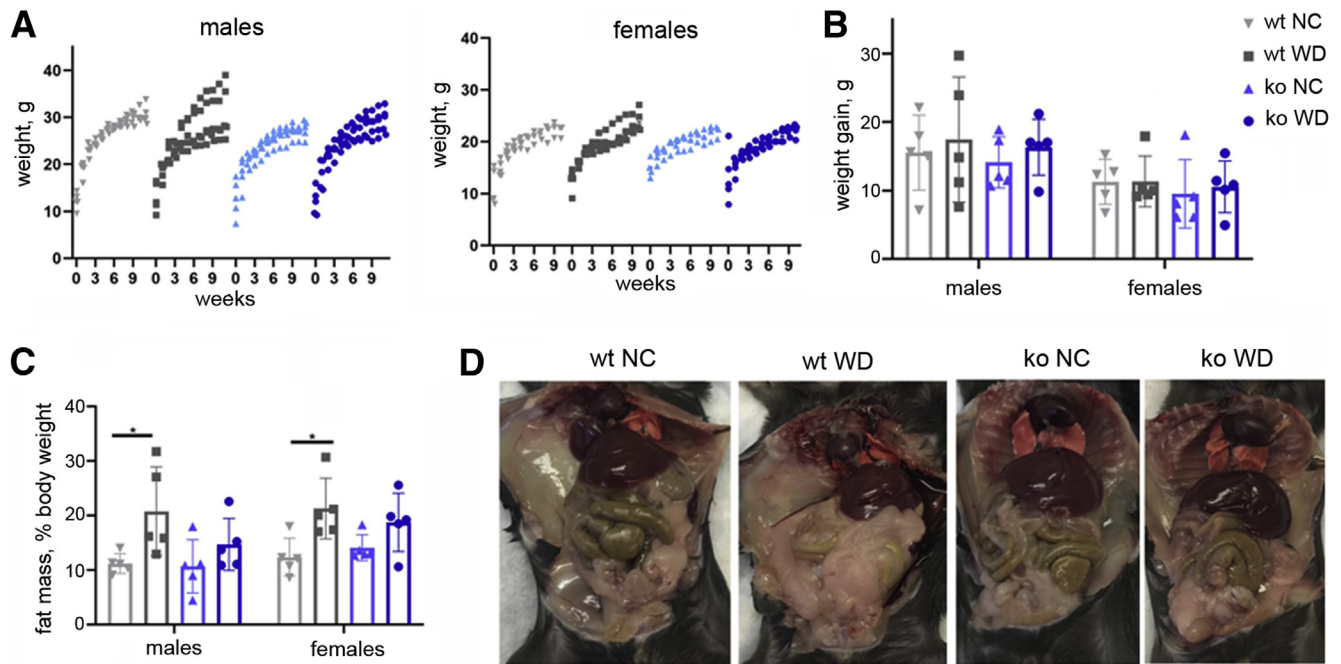 A
males
females
weight, g
40
30
20
10
0
0 3 6 9 0 3 6 9 0 3 6 9 0 3 6 9
weeks
weight, g
40
30
20
10
0
0 3 6 9 0 3 6 9 0 3 6 9 0 3 6 9
weeks
B
weight gain, g
30
20
10
0
males females
wt NC
wt WD
ko NC
ko WD
C
fat mass, % body weight
40
30
20
10
0
* *
males females
D
wt NC wt WD ko NC ko WD